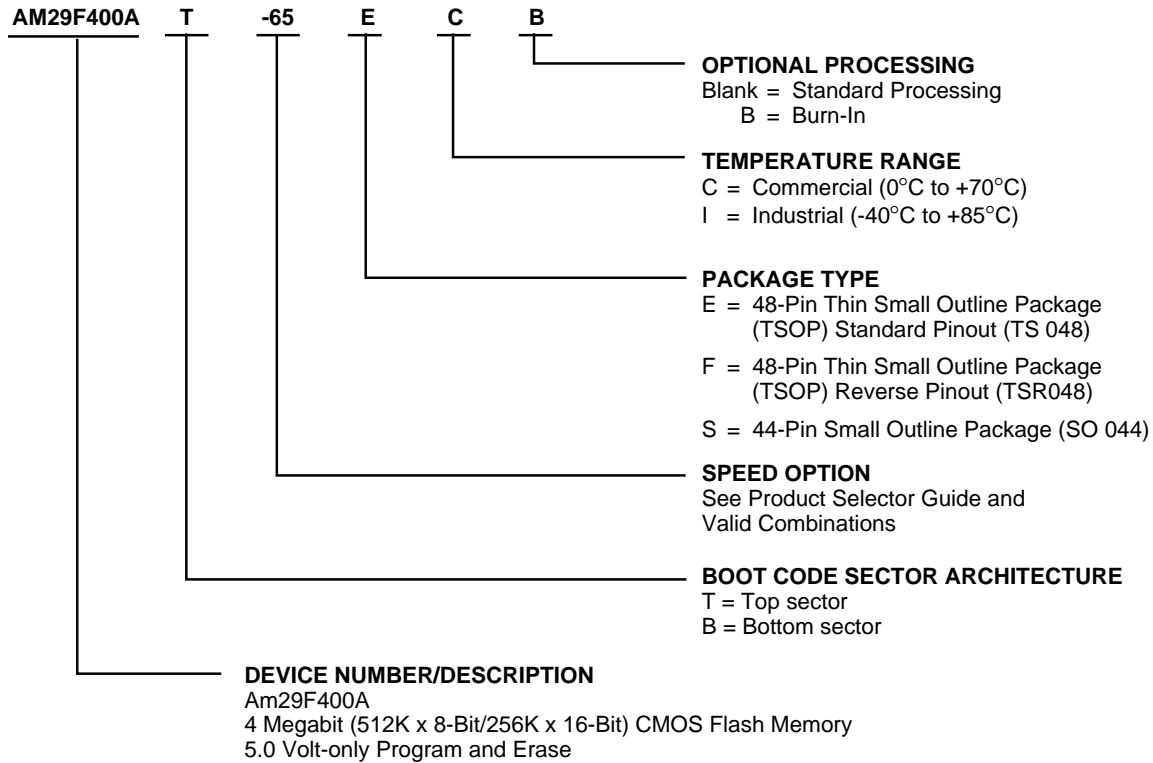 AM29F400A T -65 E C B
OPTIONAL PROCESSING
Blank = Standard Processing
B = Burn-In
TEMPERATURE RANGE
C = Commercial (0°C to +70°C)
I = Industrial (-40°C to +85°C)
PACKAGE TYPE
E = 48-Pin Thin Small Outline Package
(TSOP) Standard Pinout (TS 048)
F = 48-Pin Thin Small Outline Package
(TSOP) Reverse Pinout (TSR048)
S = 44-Pin Small Outline Package (SO 044)
SPEED OPTION
See Product Selector Guide and
Valid Combinations
BOOT CODE SECTOR ARCHITECTURE
T = Top sector
B = Bottom sector
DEVICE NUMBER/DESCRIPTION
Am29F400A
4 Megabit (512K x 8-Bit/256K x 16-Bit) CMOS Flash Memory
5.0 Volt-only Program and Erase